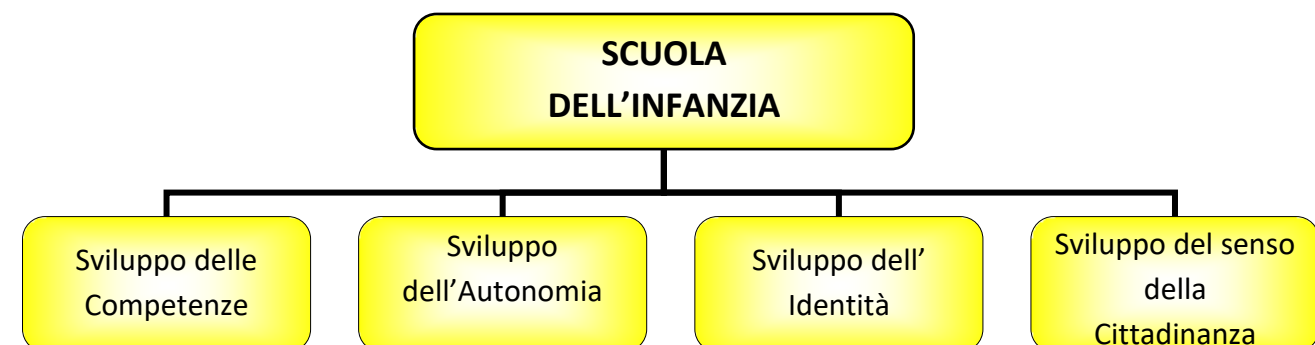 SCUOLA
DELL’INFANZIA
Sviluppo delle
Competenze
Sviluppo
dell’Autonomia
Sviluppo dell’
Identità
Sviluppo del senso
della
Cittadinanza